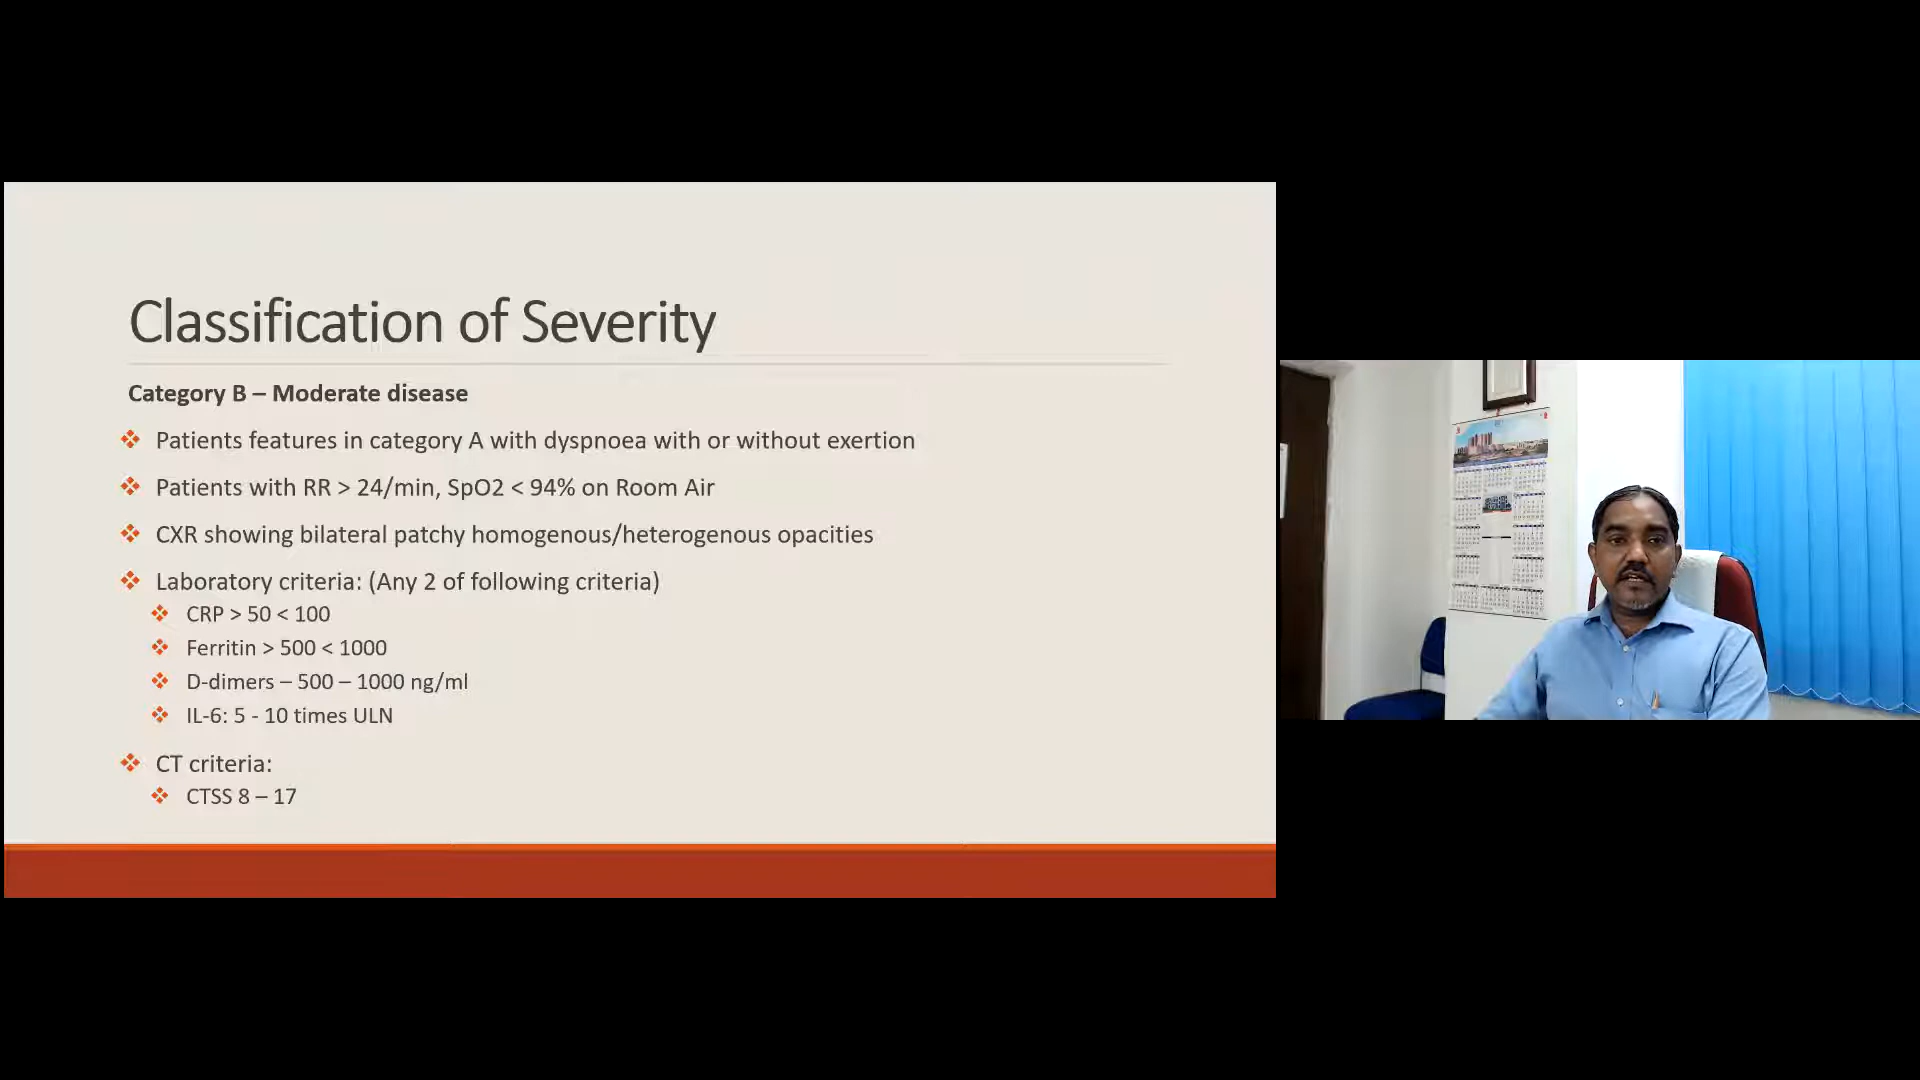 Classification of Severity
Category B – Moderate disease
Patients features in category A with dyspnoea with or without exertion
Patients with RR > 24/min, SpO2 < 94% on Room Air
CXR showing bilateral patchy homogenous/heterogenous opacities
Laboratory criteria: (Any 2 of following criteria)
CRP > 50 < 100
Ferritin > 500 < 1000
D-dimers – 500 – 1000 ng/ml
IL-6: 5 - 10 times ULN
CT criteria:
CTSS 8 – 17